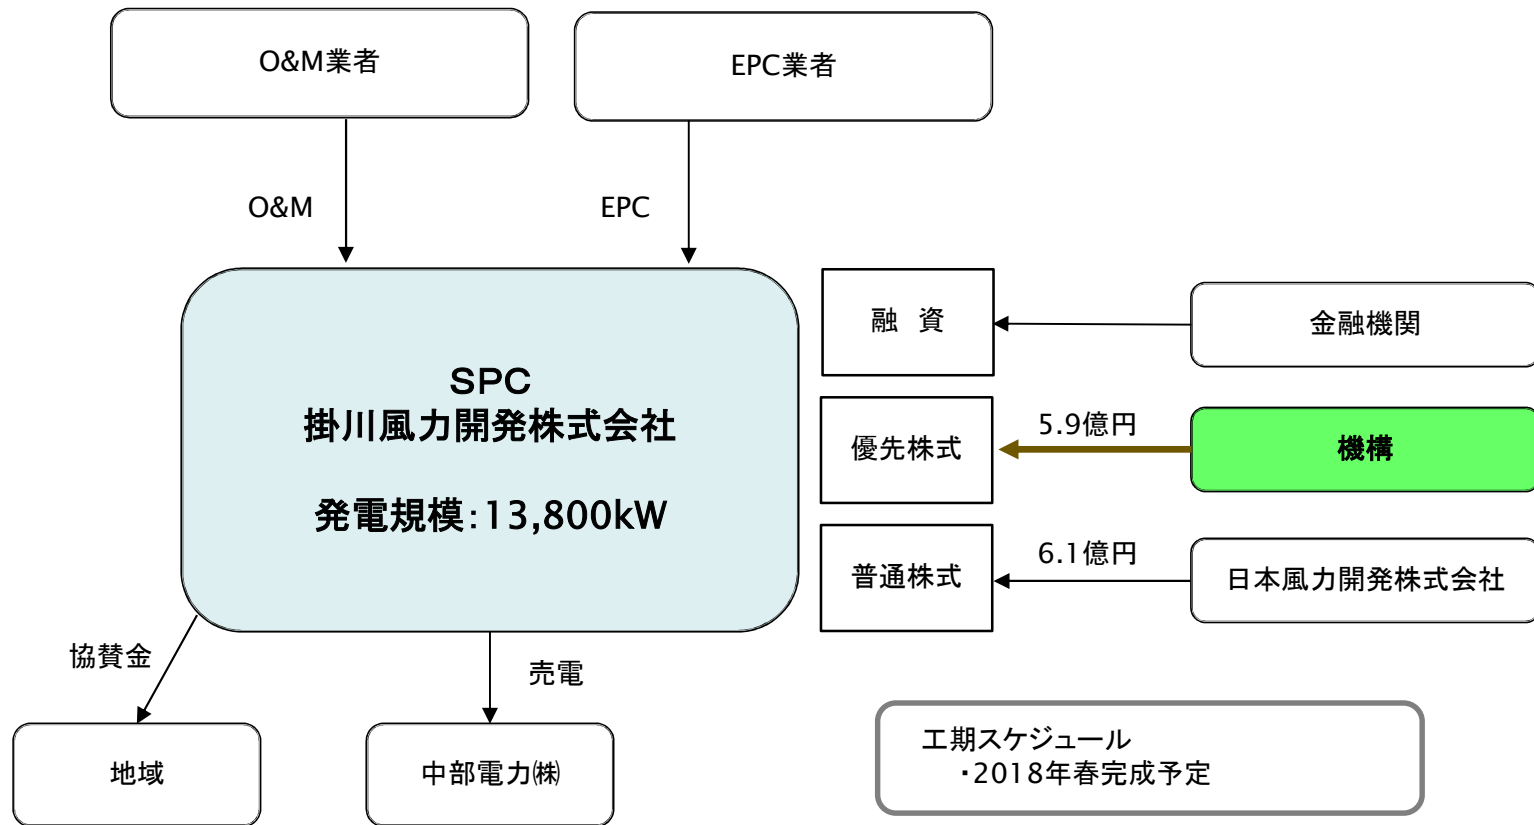 O&M業者
EPC業者
O&M
EPC
SPC
掛川風力開発株式会社
発電規模：13,800kW
融　資
金融機関
優先株式
5.9億円
機構
普通株式
6.1億円
日本風力開発株式会社
協賛金
売電
地域
中部電力㈱
工期スケジュール
・2018年春完成予定